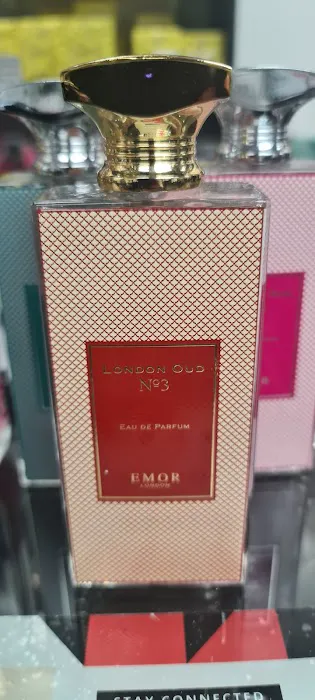 LONDON OUD
Nº3
EAU DE PARFUM
EMOR
LONDON
STAY CONNECTED